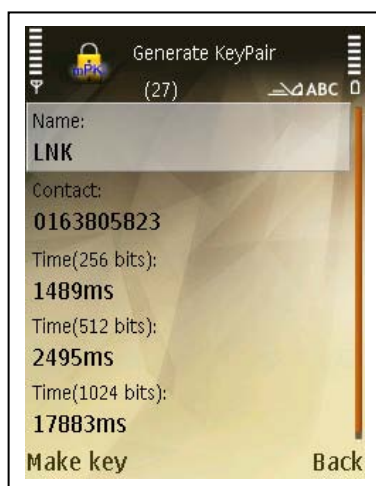 mPK
Generate KeyPair
(27)
ABC
Name:
LNK
Contact:
0163805823
Time(256 bits):
1489ms
Time(512 bits):
2495ms
Time(1024 bits):
17883ms
Make key Back